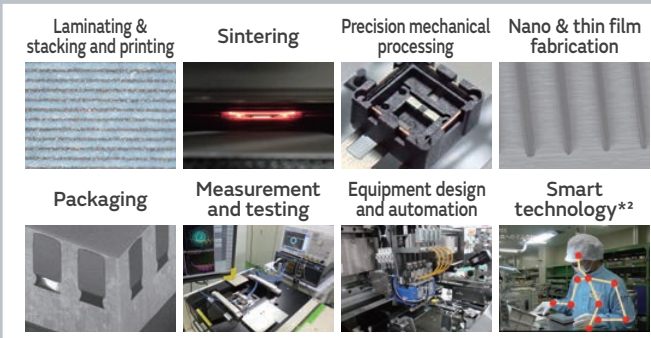 Laminating &
stacking and printing
Sintering
Precision mechanical
processing
Nano & thin film
fabrication
Packaging
Measurement
and testing
Equipment design
and automation
Smart
technology*²